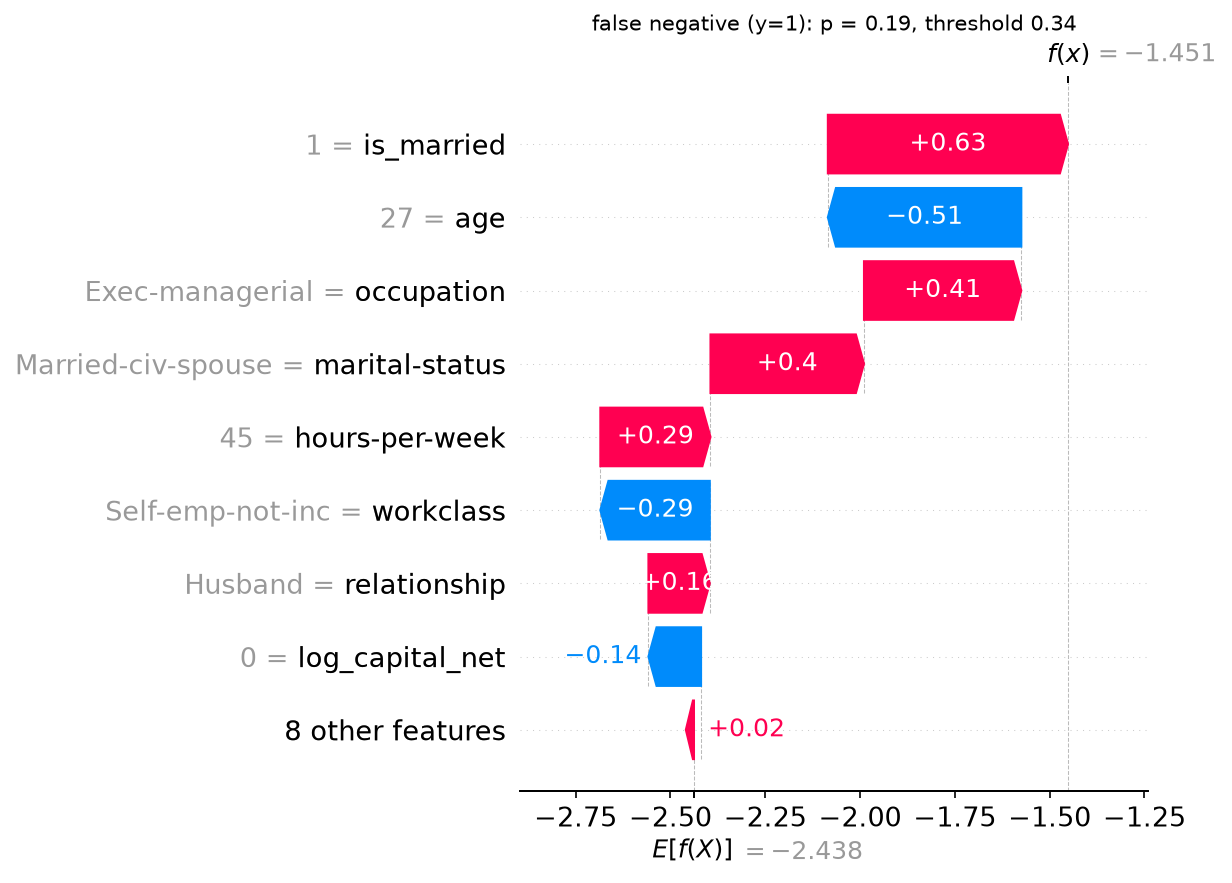 false negative (y=1): p = 0.19, threshold 0.34
f(x) = −1.451
1 = is_married +0.63
27 = age −0.51
Exec-managerial = occupation +0.41
Married-civ-spouse = marital-status +0.4
45 = hours-per-week +0.29
Self-emp-not-inc = workclass −0.29
Husband = relationship +0.16
0 = log_capital_net −0.14
8 other features +0.02
−2.75 −2.50 −2.25 −2.00 −1.75 −1.50 −1.25
E[f(X)] = −2.438